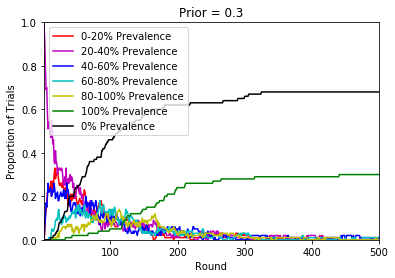 Prior = 0.3
Proportion of Trials
1.0
0.8
0.6
0.4
0.2
0.0
0-20% Prevalence
20-40% Prevalence
40-60% Prevalence
60-80% Prevalence
80-100% Prevalence
100% Prevalence
0% Prevalence
100
200
300
400
500
Round